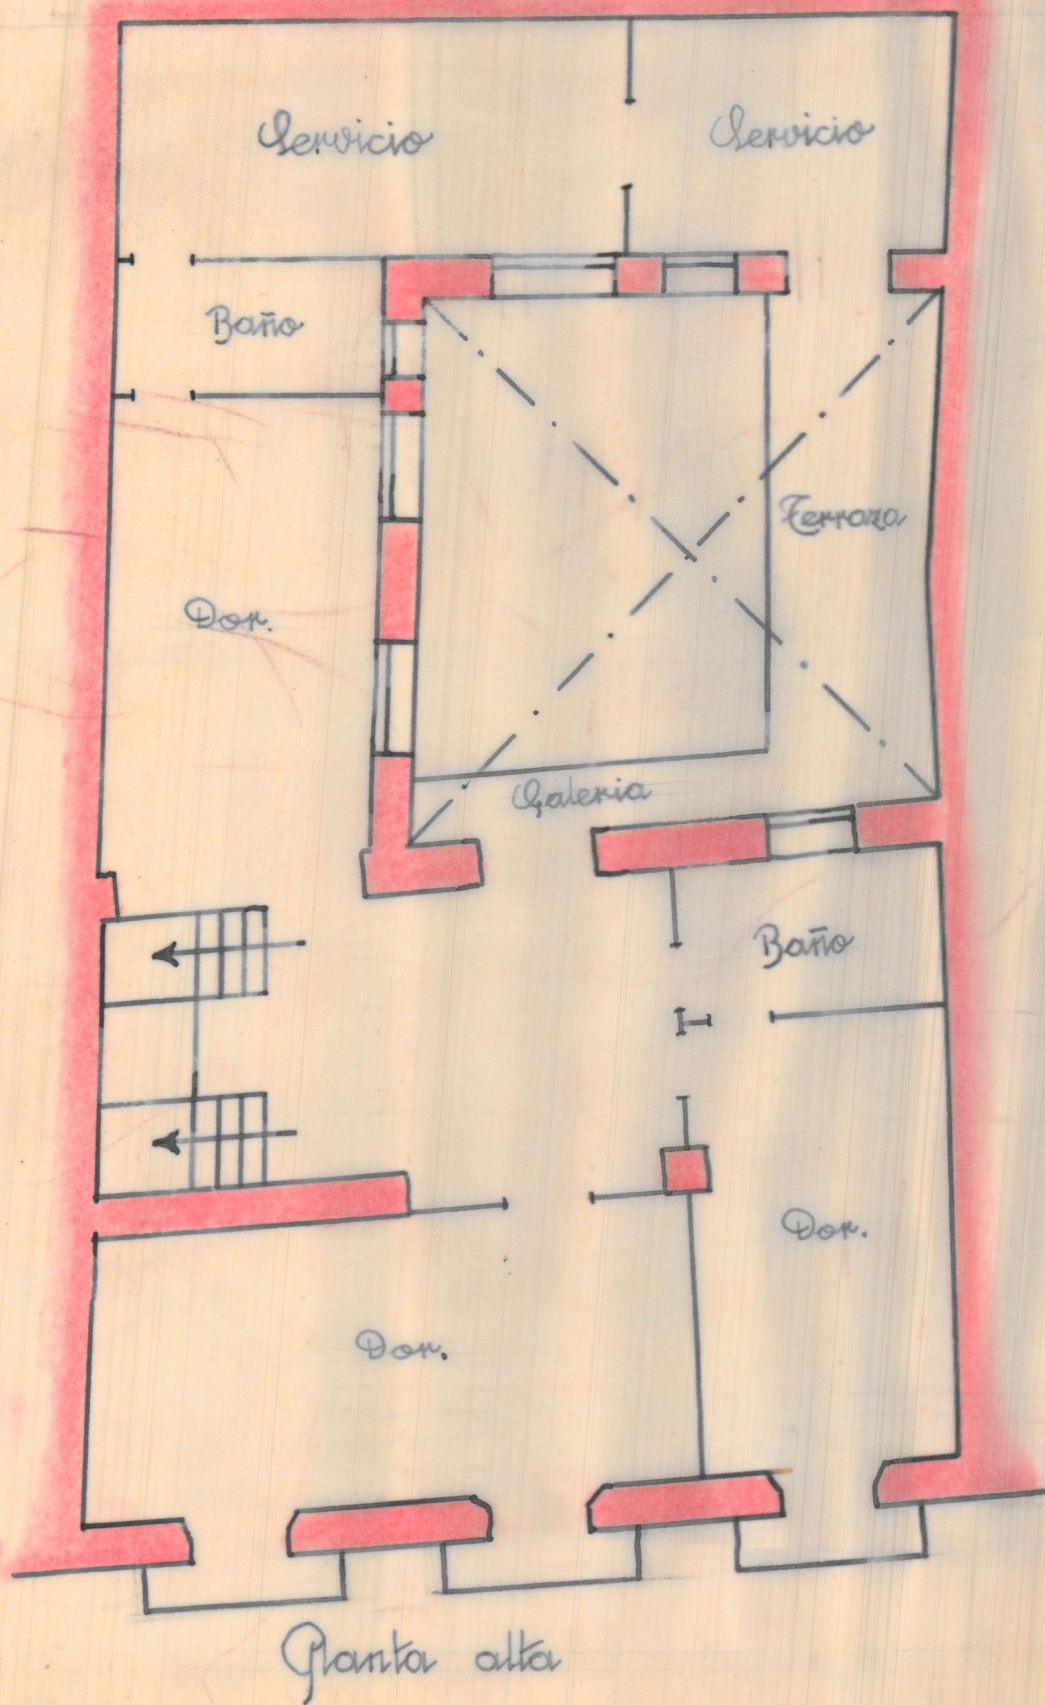 Servicio
Servicio
Baño
Terraza
Dor.
Galeria
Baño
Dor.
Dor.
Planta alta